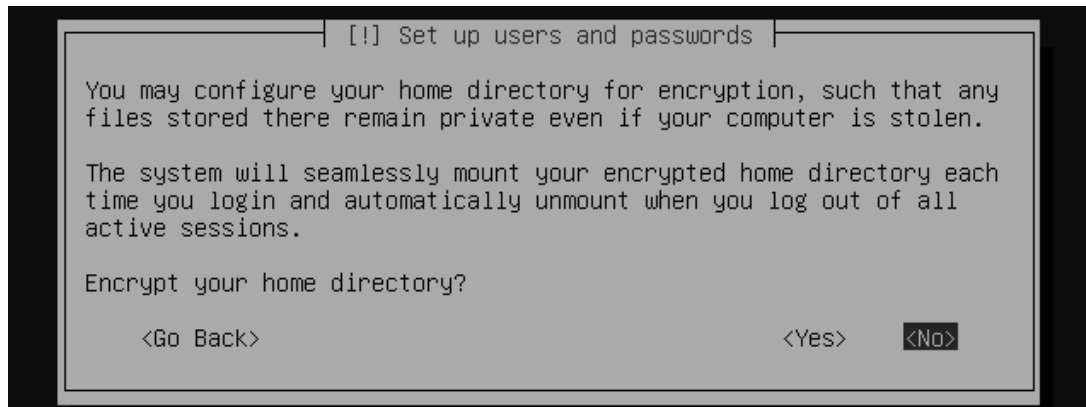 [!] Set up users and passwords
You may configure your home directory for encryption, such that any
files stored there remain private even if your computer is stolen.
The system will seamlessly mount your encrypted home directory each
time you login and automatically unmount when you log out of all
active sessions.
Encrypt your home directory?
<Go Back> <Yes> <No>